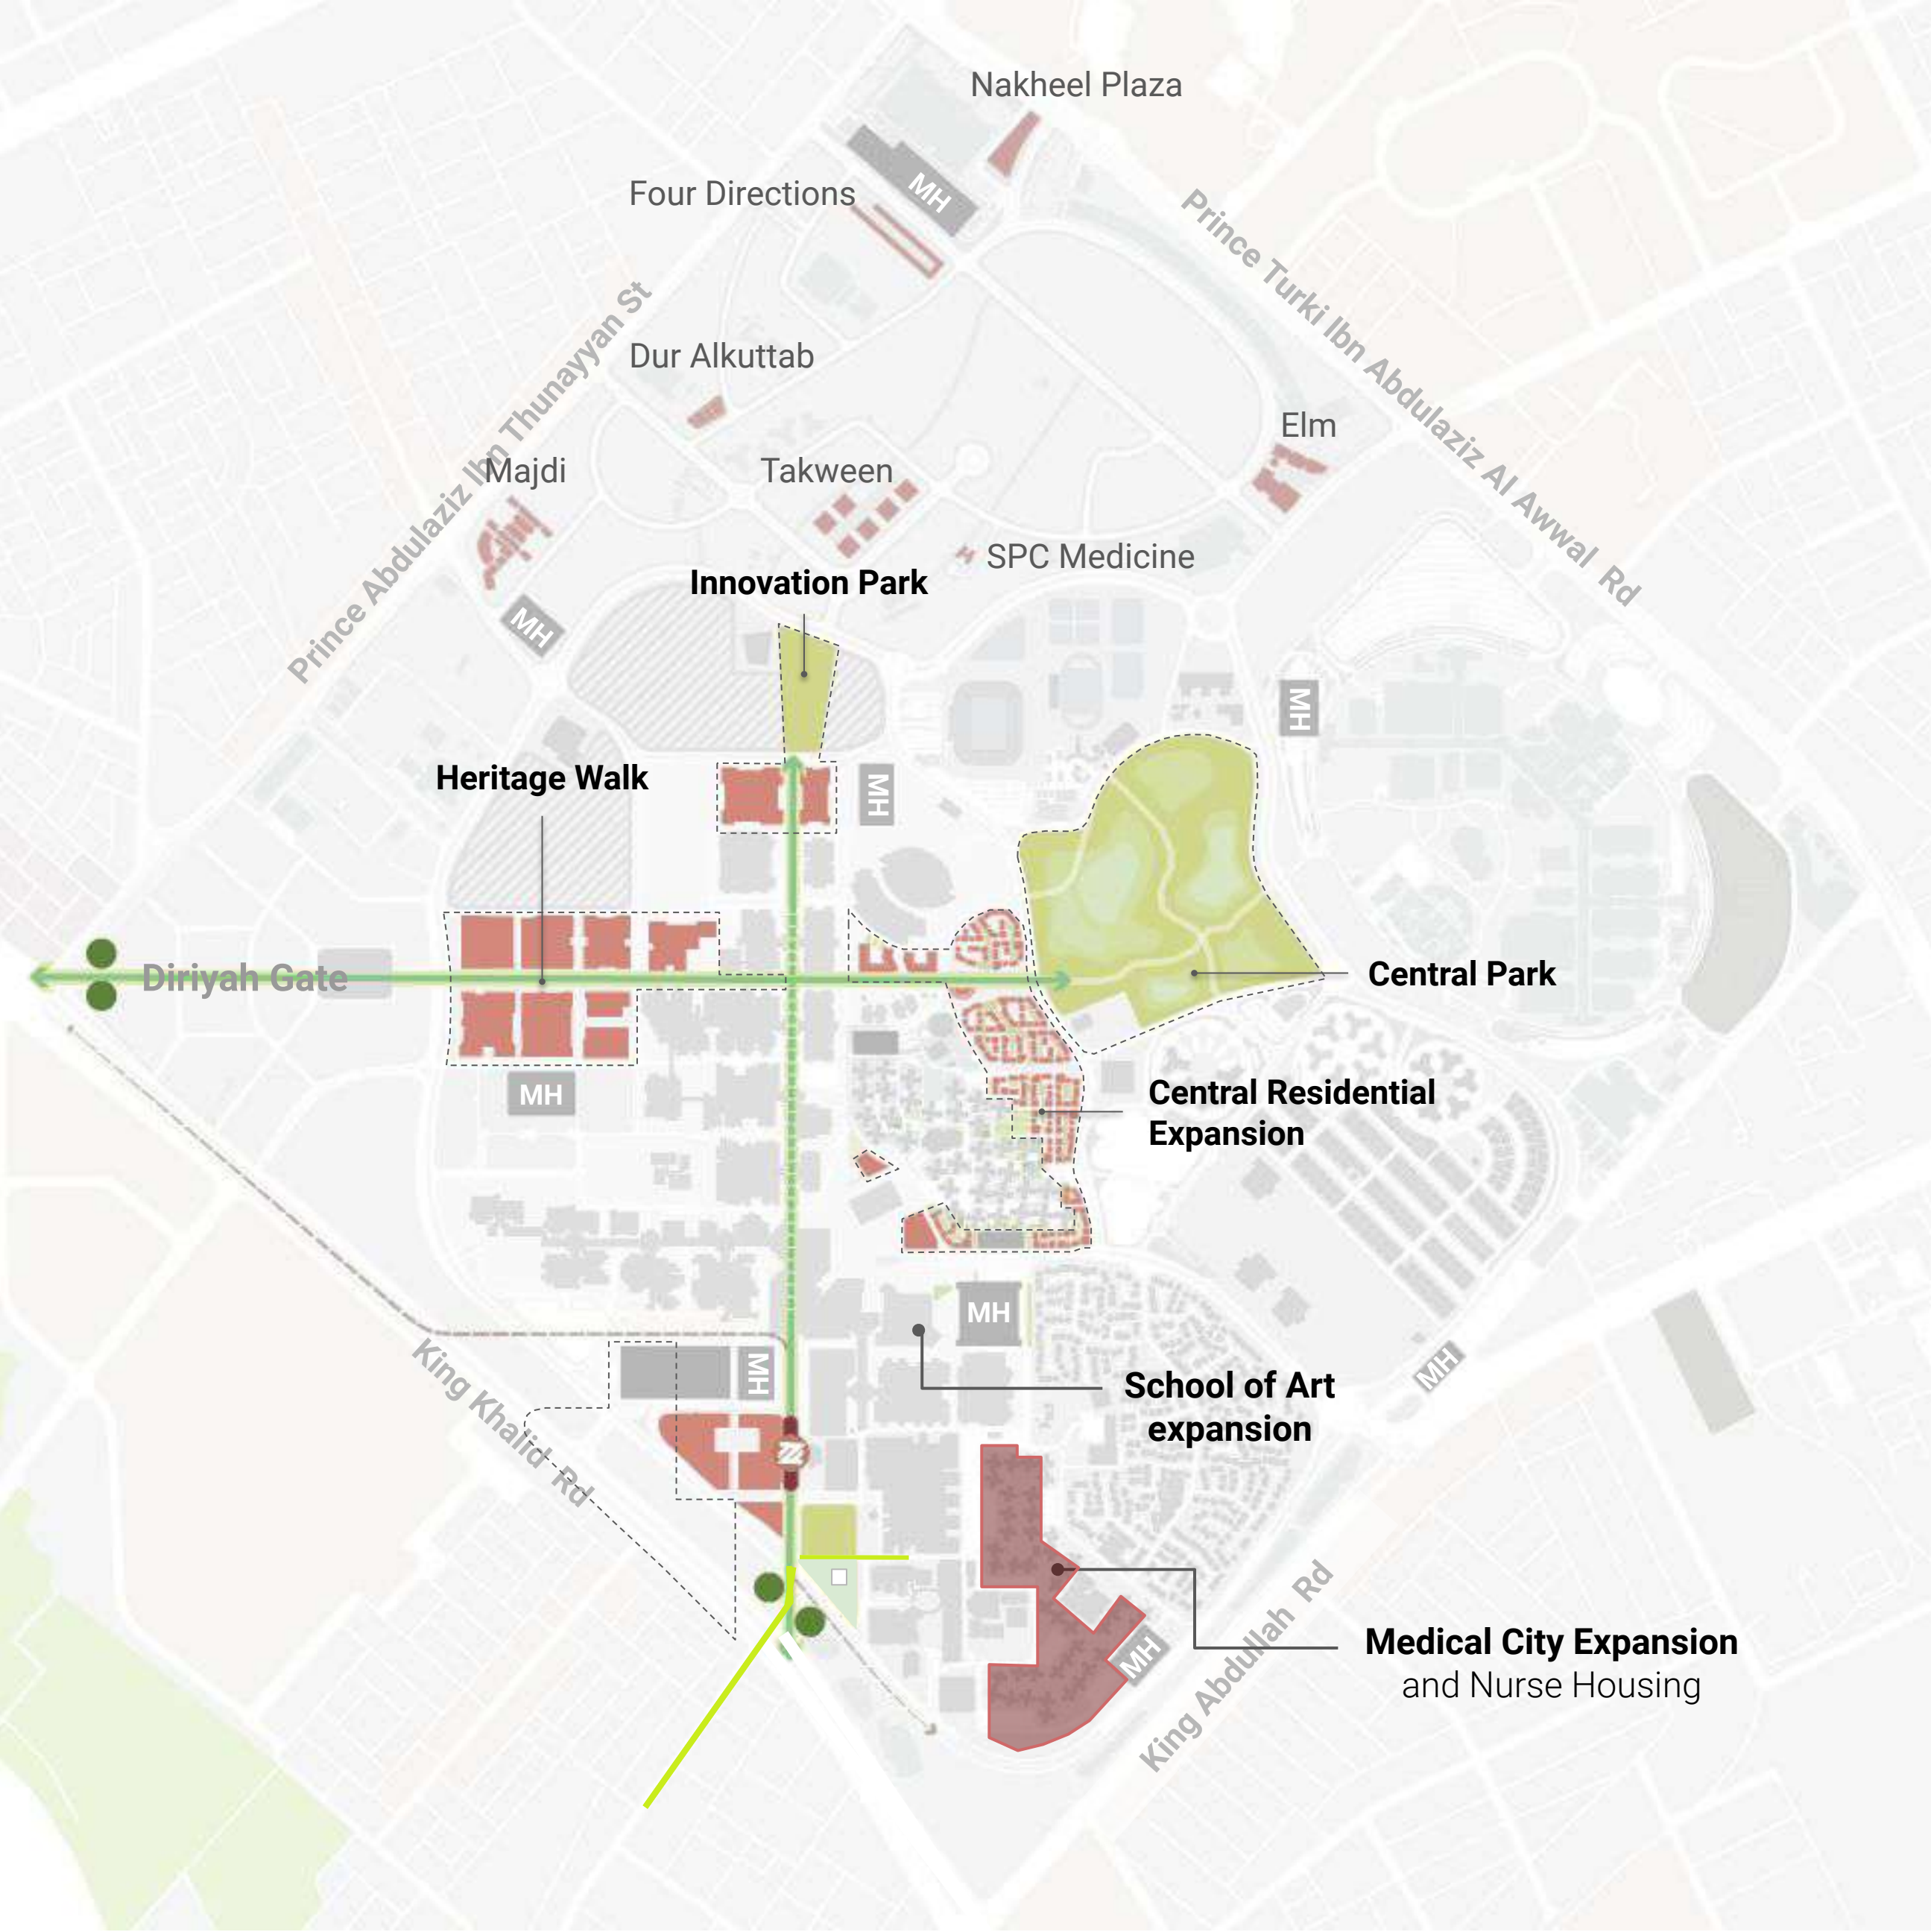 Nakheel Plaza
MH
Four Directions
Prince Turki Ibn Abdulaziz Al Awwal Rd
Prince Abdulaziz Ibn Thunayyan St
Dur Alkuttab
Elm
Majdi
Takween
SPC Medicine
Innovation Park
MH
MH
Heritage Walk
MH
Diriyah Gate
Central Park
MH
Central Residential
Expansion
MH
MH
MH
King Khalid Rd
School of Art
expansion
King Abdullah Rd
MH
Medical City Expansion
and Nurse Housing